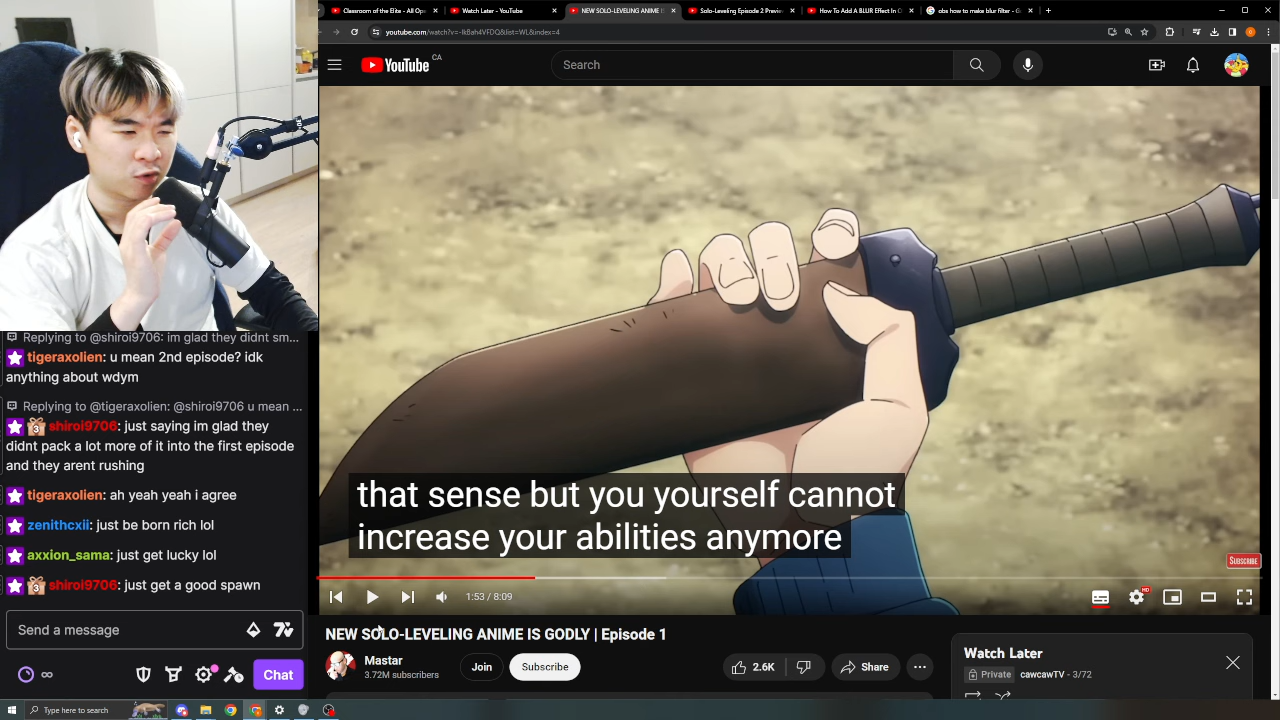 Classroom of the Elite - All Op
Watch Later - YouTube
NEW SOLO-LEVELING ANIME IS
Solo-Leveling Episode 2 Previ
How To Add A BLUR Effect In O
obs how to make blur filter - G
youtube.com/watch?v=-IkBah4VFDQ&list=WL&index=4
YouTube CA
Search
that sense but you yourself cannot
increase your abilities anymore
SUBSCRIBE
1:53 / 8:09
HD
NEW SOLO-LEVELING ANIME IS GODLY | Episode 1
Mastar
3.72M subscribers
Join
Subscribe
2.6K
Share
Watch Later
Private cawcawTV - 3/72
Replying to @shiroi9706: im glad they didnt sm...
tigeraxolien: u mean 2nd episode? idk
anything about wdym
Replying to @tigeraxolien: @shiroi9706 u mean ...
3 shiroi9706: just saying im glad they
didnt pack a lot more of it into the first episode
and they arent rushing
tigeraxolien: ah yeah yeah i agree
zenithcxii: just be born rich lol
axxion_sama: just get lucky lol
3 shiroi9706: just get a good spawn
Send a message
Chat
Type here to search